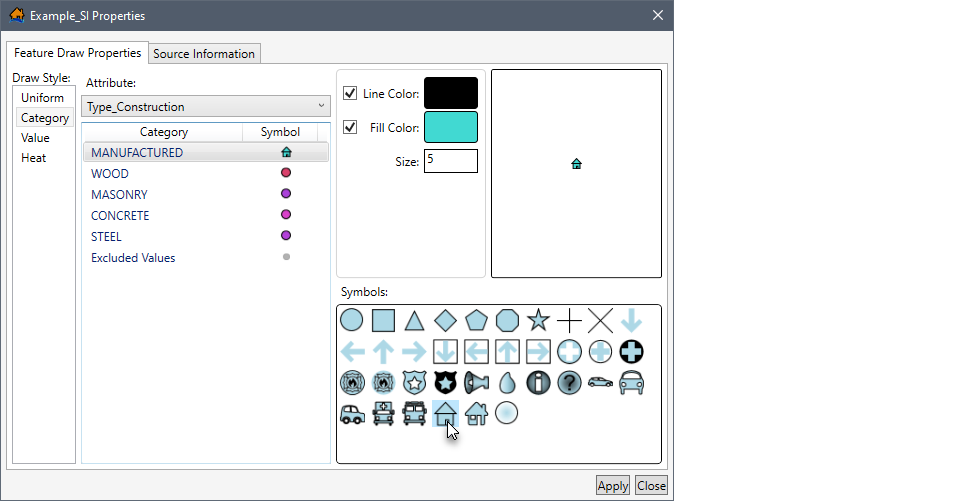 Example_SI Properties
Feature Draw Properties
Source Information
Draw Style:
Uniform
Category
Value
Heat
Attribute:
Type_Construction
Category Symbol
MANUFACTURED
WOOD
MASONRY
CONCRETE
STEEL
Excluded Values
Line Color:
Fill Color:
Size: 5
Symbols:
Apply Close